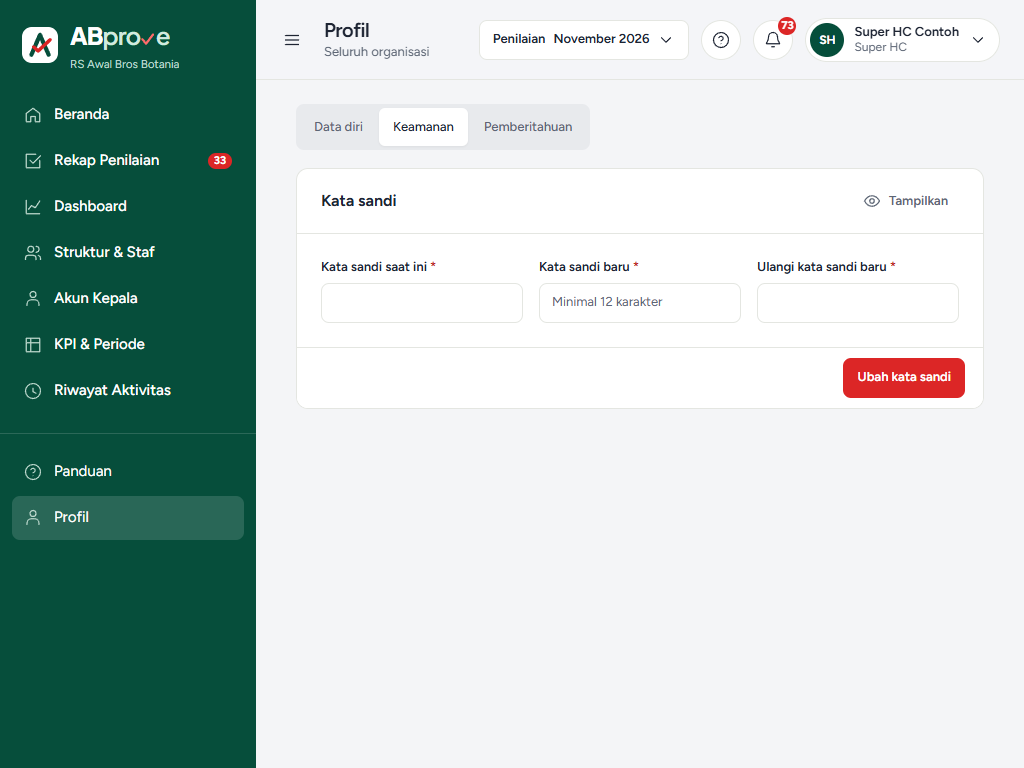 ABprove
RS Awal Bros Botania
Beranda
Rekap Penilaian 33
Dashboard
Struktur & Staf
Akun Kepala
KPI & Periode
Riwayat Aktivitas
Panduan
Profil
Profil
Seluruh organisasi
Penilaian November 2026
73
SH
Super HC Contoh
Super HC
Data diri Keamanan Pemberitahuan
Kata sandi Tampilkan
Kata sandi saat ini * Kata sandi baru * Ulangi kata sandi baru *
Minimal 12 karakter
Ubah kata sandi